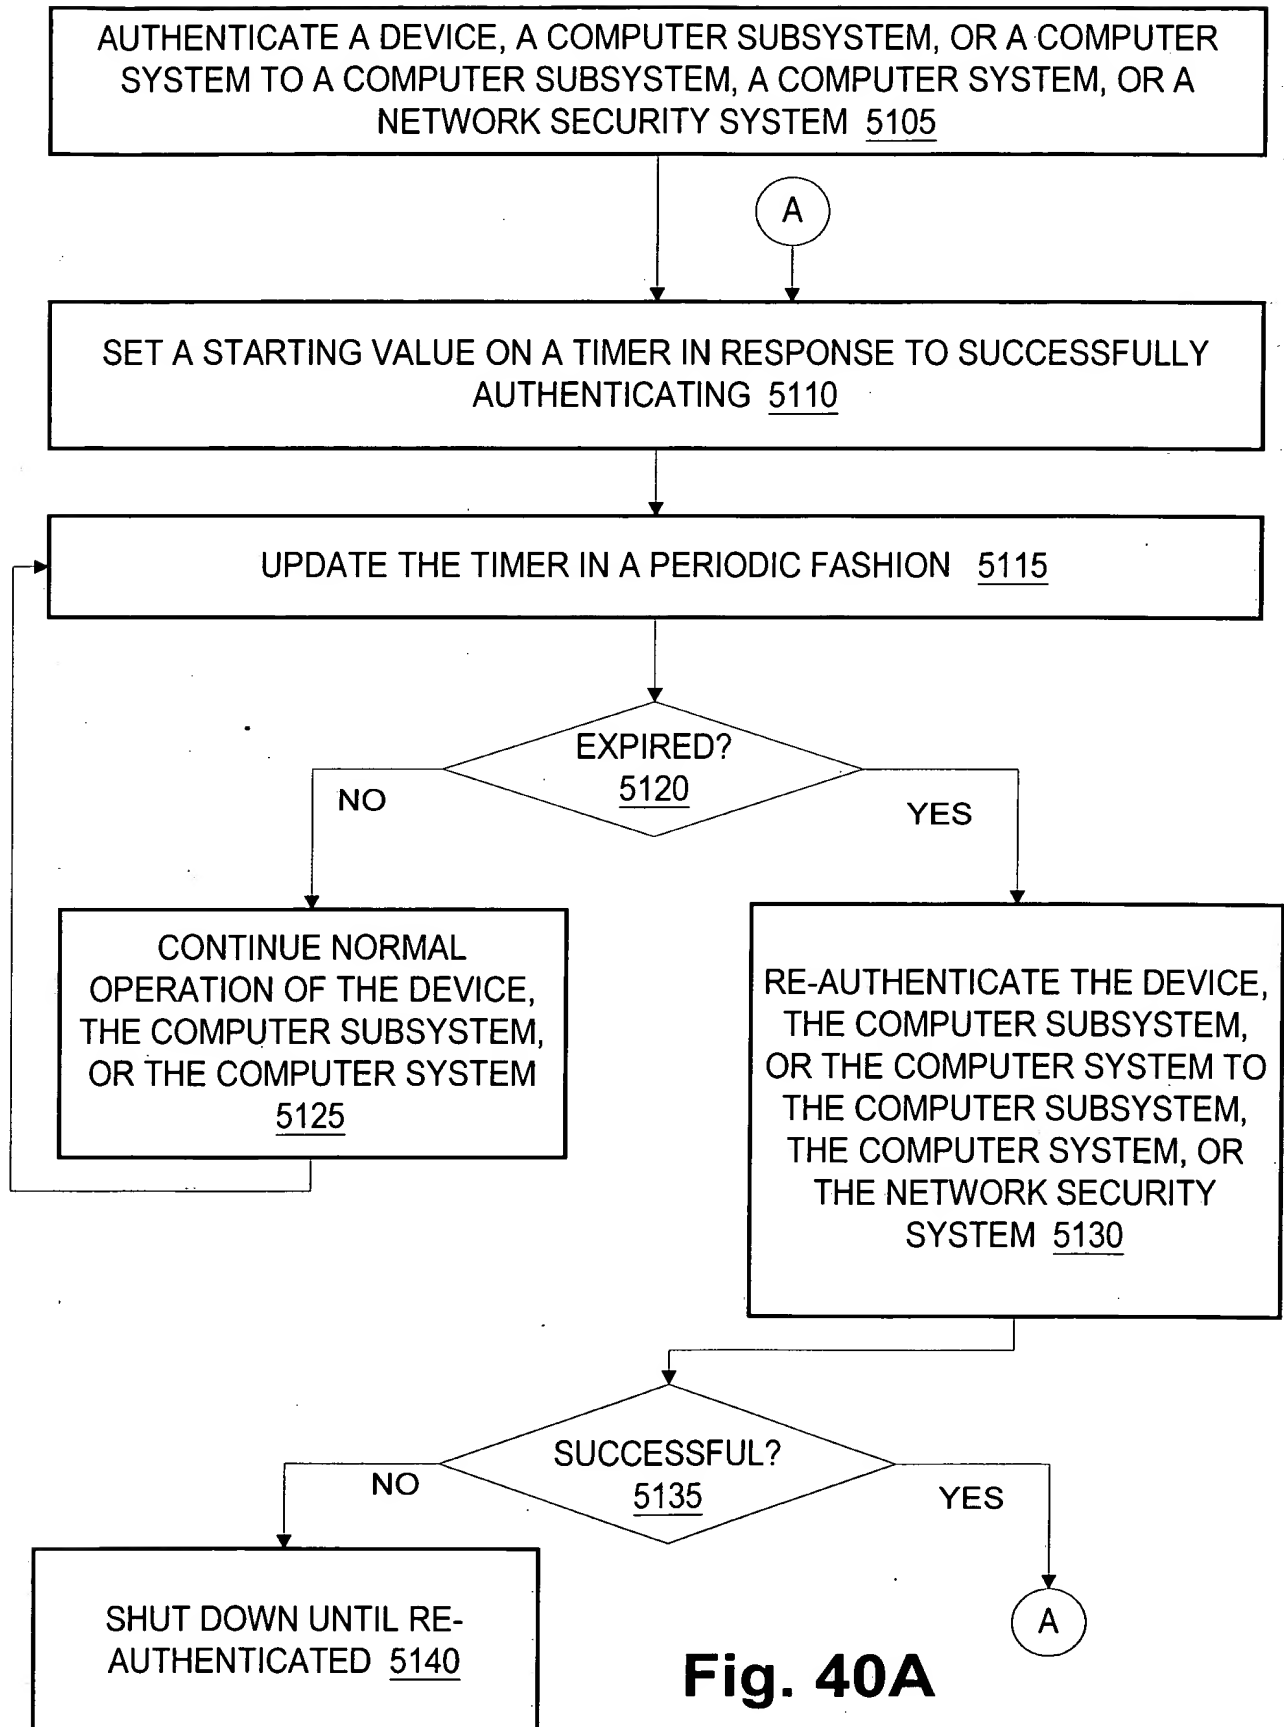 AUTHENTICATE A DEVICE, A COMPUTER SUBSYSTEM, OR A COMPUTER
SYSTEM TO A COMPUTER SUBSYSTEM, A COMPUTER SYSTEM, OR A
NETWORK SECURITY SYSTEM 5105
A
SET A STARTING VALUE ON A TIMER IN RESPONSE TO SUCCESSFULLY
AUTHENTICATING 5110
UPDATE THE TIMER IN A PERIODIC FASHION 5115
EXPIRED?
5120
NO
YES
CONTINUE NORMAL
OPERATION OF THE DEVICE,
THE COMPUTER SUBSYSTEM,
OR THE COMPUTER SYSTEM
5125
RE-AUTHENTICATE THE DEVICE,
THE COMPUTER SUBSYSTEM,
OR THE COMPUTER SYSTEM TO
THE COMPUTER SUBSYSTEM,
THE COMPUTER SYSTEM, OR
THE NETWORK SECURITY
SYSTEM 5130
SUCCESSFUL?
5135
NO
YES
SHUT DOWN UNTIL RE-
AUTHENTICATED 5140
A
Fig. 40A